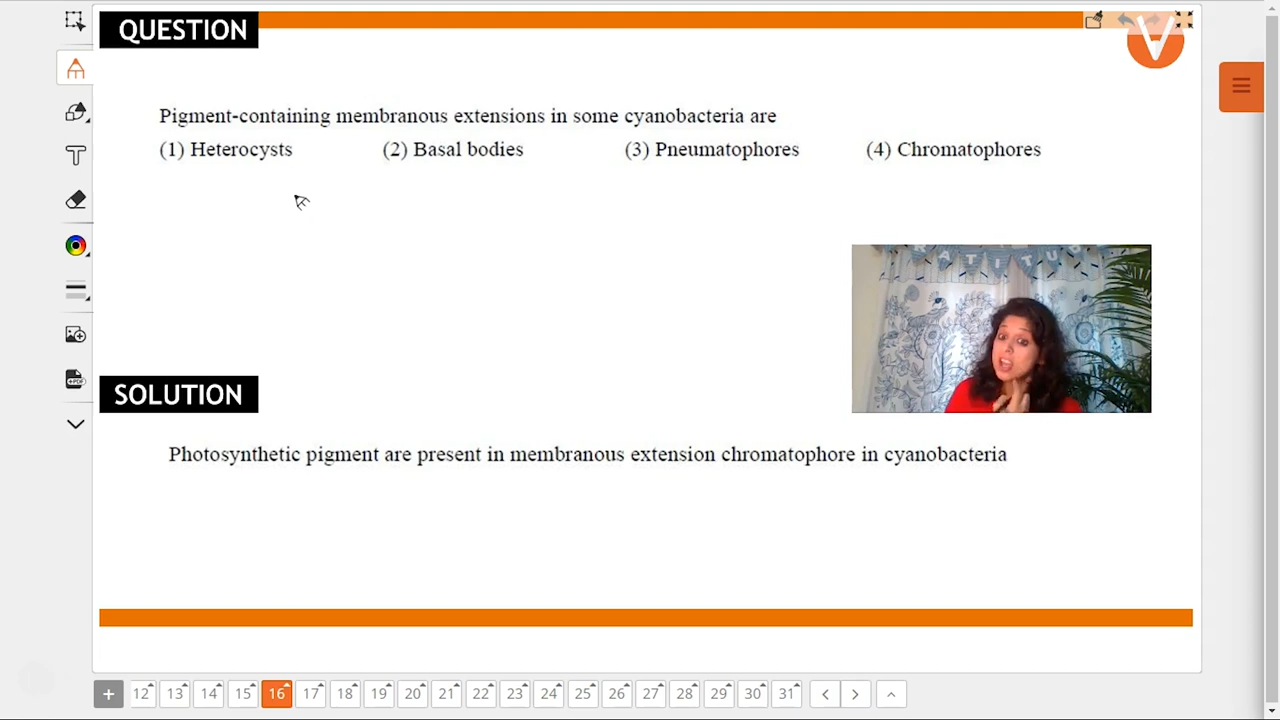 QUESTION
Pigment-containing membranous extensions in some cyanobacteria are
(1) Heterocysts (2) Basal bodies (3) Pneumatophores (4) Chromatophores
RATITUD
SOLUTION
Photosynthetic pigment are present in membranous extension chromatophore in cyanobacteria
12 13 14 15 16 17 18 19 20 21 22 23 24 25 26 27 28 29 30 31